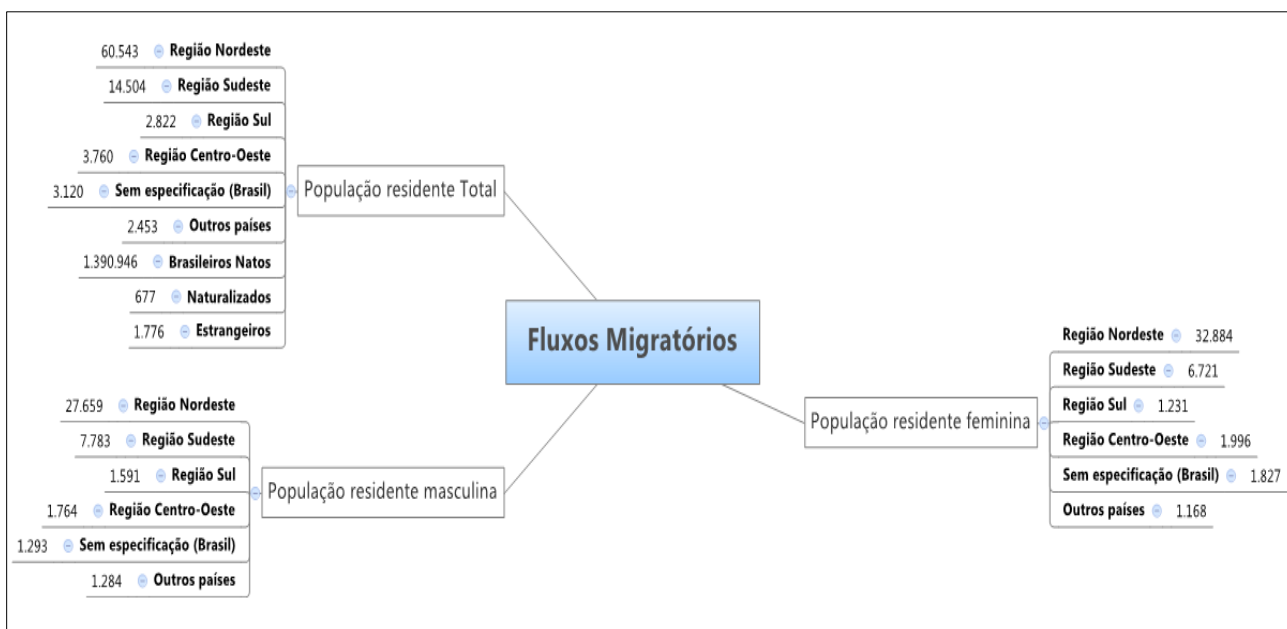 60.543 Região Nordeste
14.504 Região Sudeste
2.822 Região Sul
3.760 Região Centro-Oeste
3.120 Sem especificação (Brasil)
2.453 Outros países
1.390.946 Brasileiros Natos
677 Naturalizados
1.776 Estrangeiros
População residente Total
Fluxos Migratórios
27.659 Região Nordeste
7.783 Região Sudeste
1.591 Região Sul
1.764 Região Centro-Oeste
1.293 Sem especificação (Brasil)
1.284 Outros países
População residente masculina
População residente feminina
Região Nordeste 32.884
Região Sudeste 6.721
Região Sul 1.231
Região Centro-Oeste 1.996
Sem especificação (Brasil) 1.827
Outros países 1.168